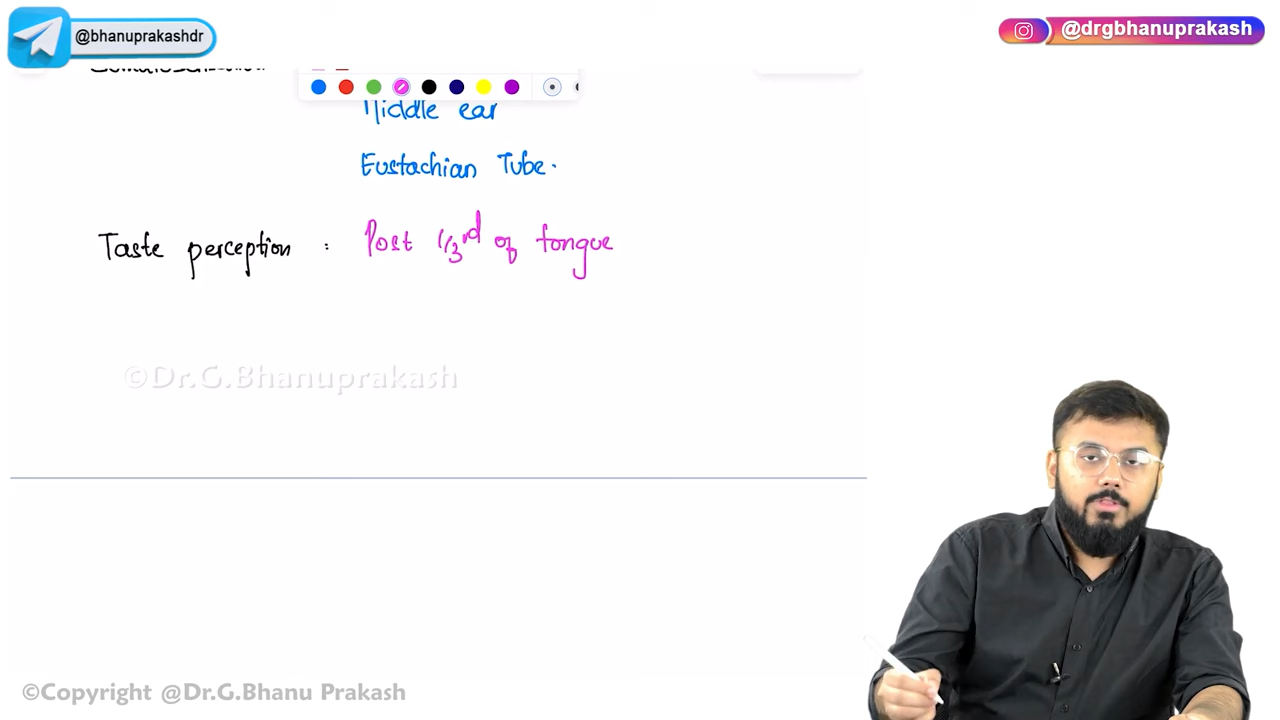 @bhanuprakashdr
@drgbhanuprakash
Middle ear
Eustachian Tube.
Taste perception : Post 1/3rd of tongue
©Dr.G.Bhanuprakash
©Copyright @Dr.G.Bhanu Prakash